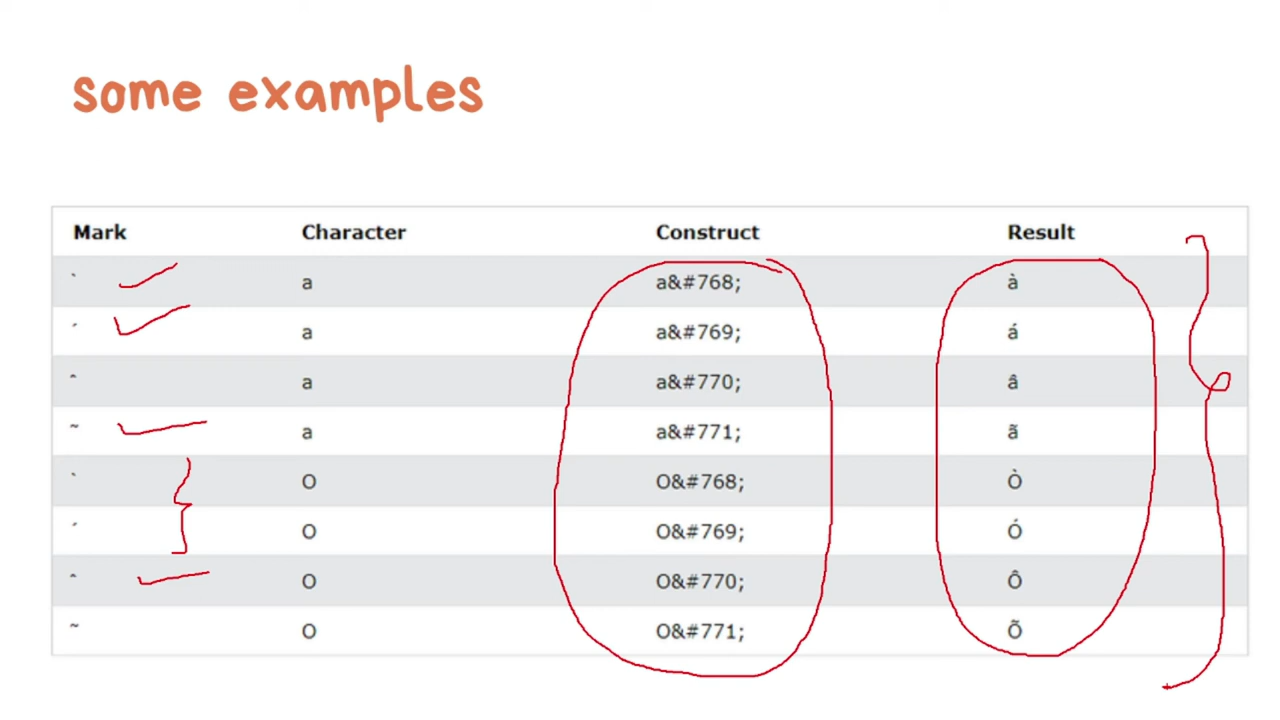 some examples
Mark Character Construct Result
` a a&#768; à
´ a a&#769; á
ˆ a a&#770; â
˜ a a&#771; ã
` O O&#768; Ò
´ O O&#769; Ó
ˆ O O&#770; Ô
˜ O O&#771; Õ